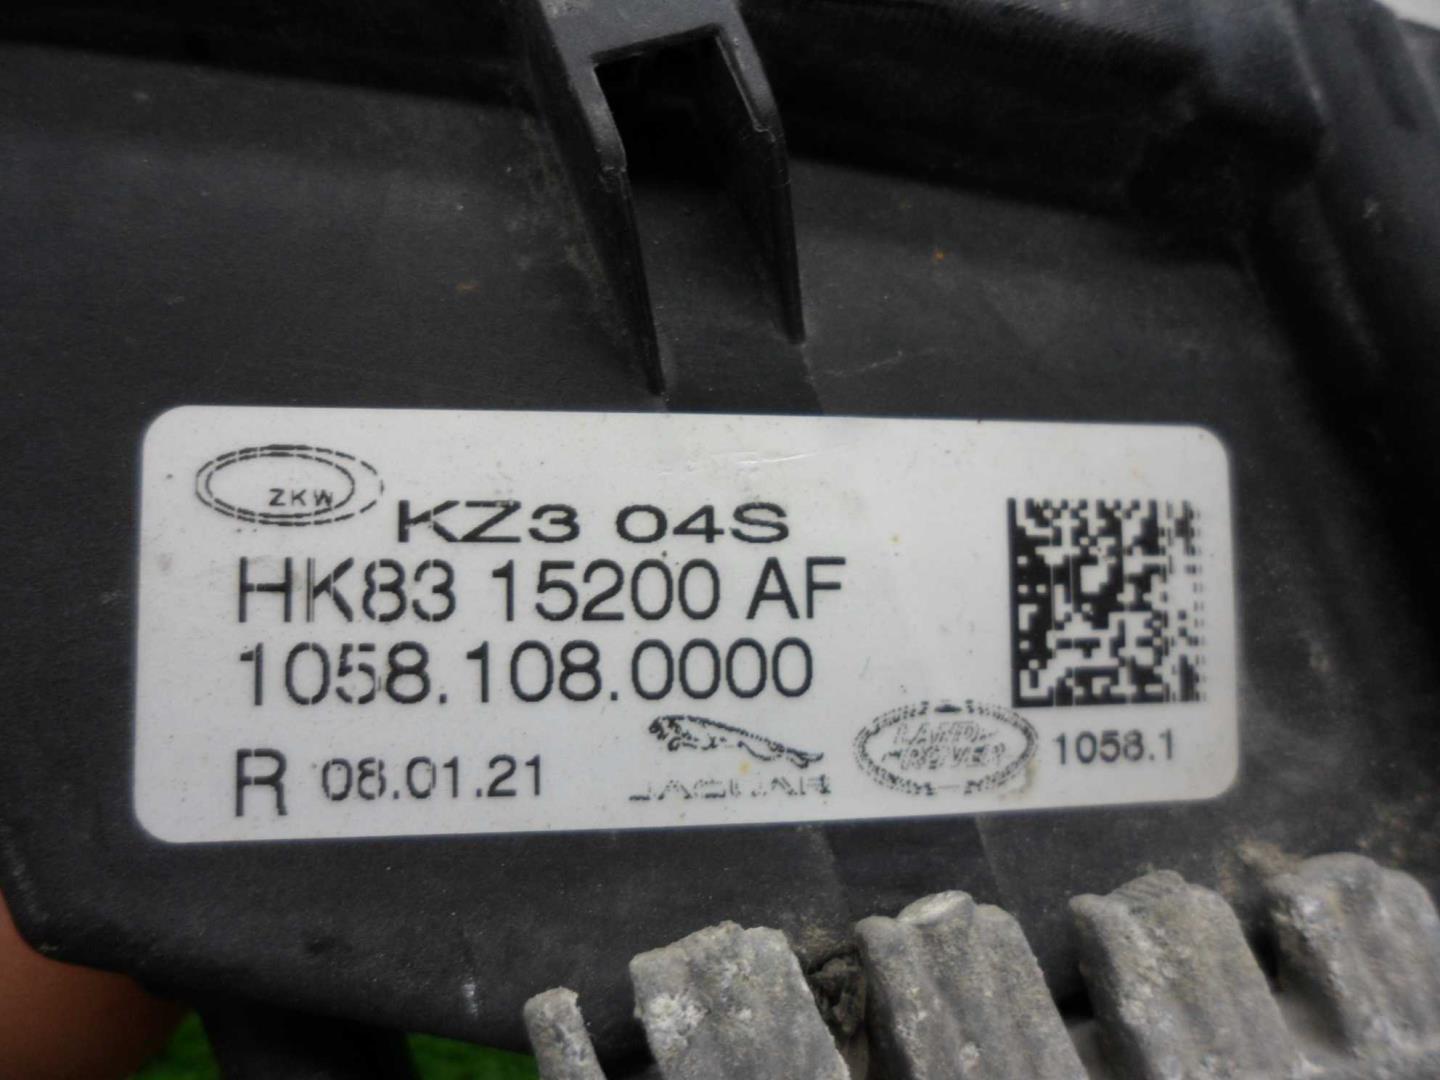 ZKW
KZ3 04S
HK83 15200 AF
1058.108.0000
R 08.01.21
JAGUAR
LAND
ROVER
1058.1